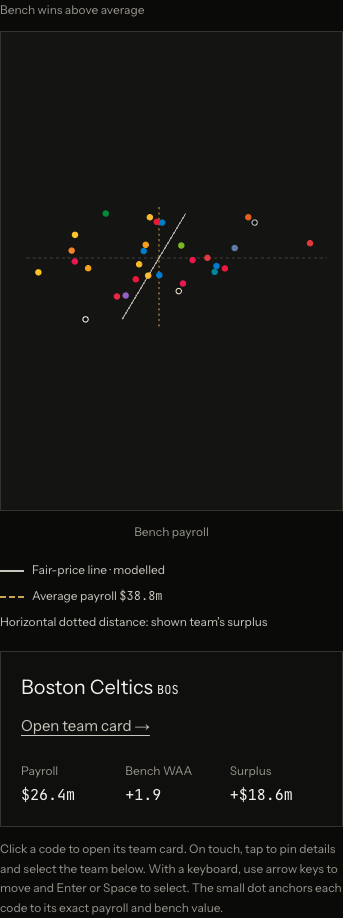 Bench wins above average
Bench payroll
Fair-price line · modelled
Average payroll $38.8m
Horizontal dotted distance: shown team's surplus
Boston Celtics BOS
Open team card →
Payroll Bench WAA Surplus
$26.4m +1.9 +$18.6m
Click a code to open its team card. On touch, tap to pin details
and select the team below. With a keyboard, use arrow keys to
move and Enter or Space to select. The small dot anchors each
code to its exact payroll and bench value.